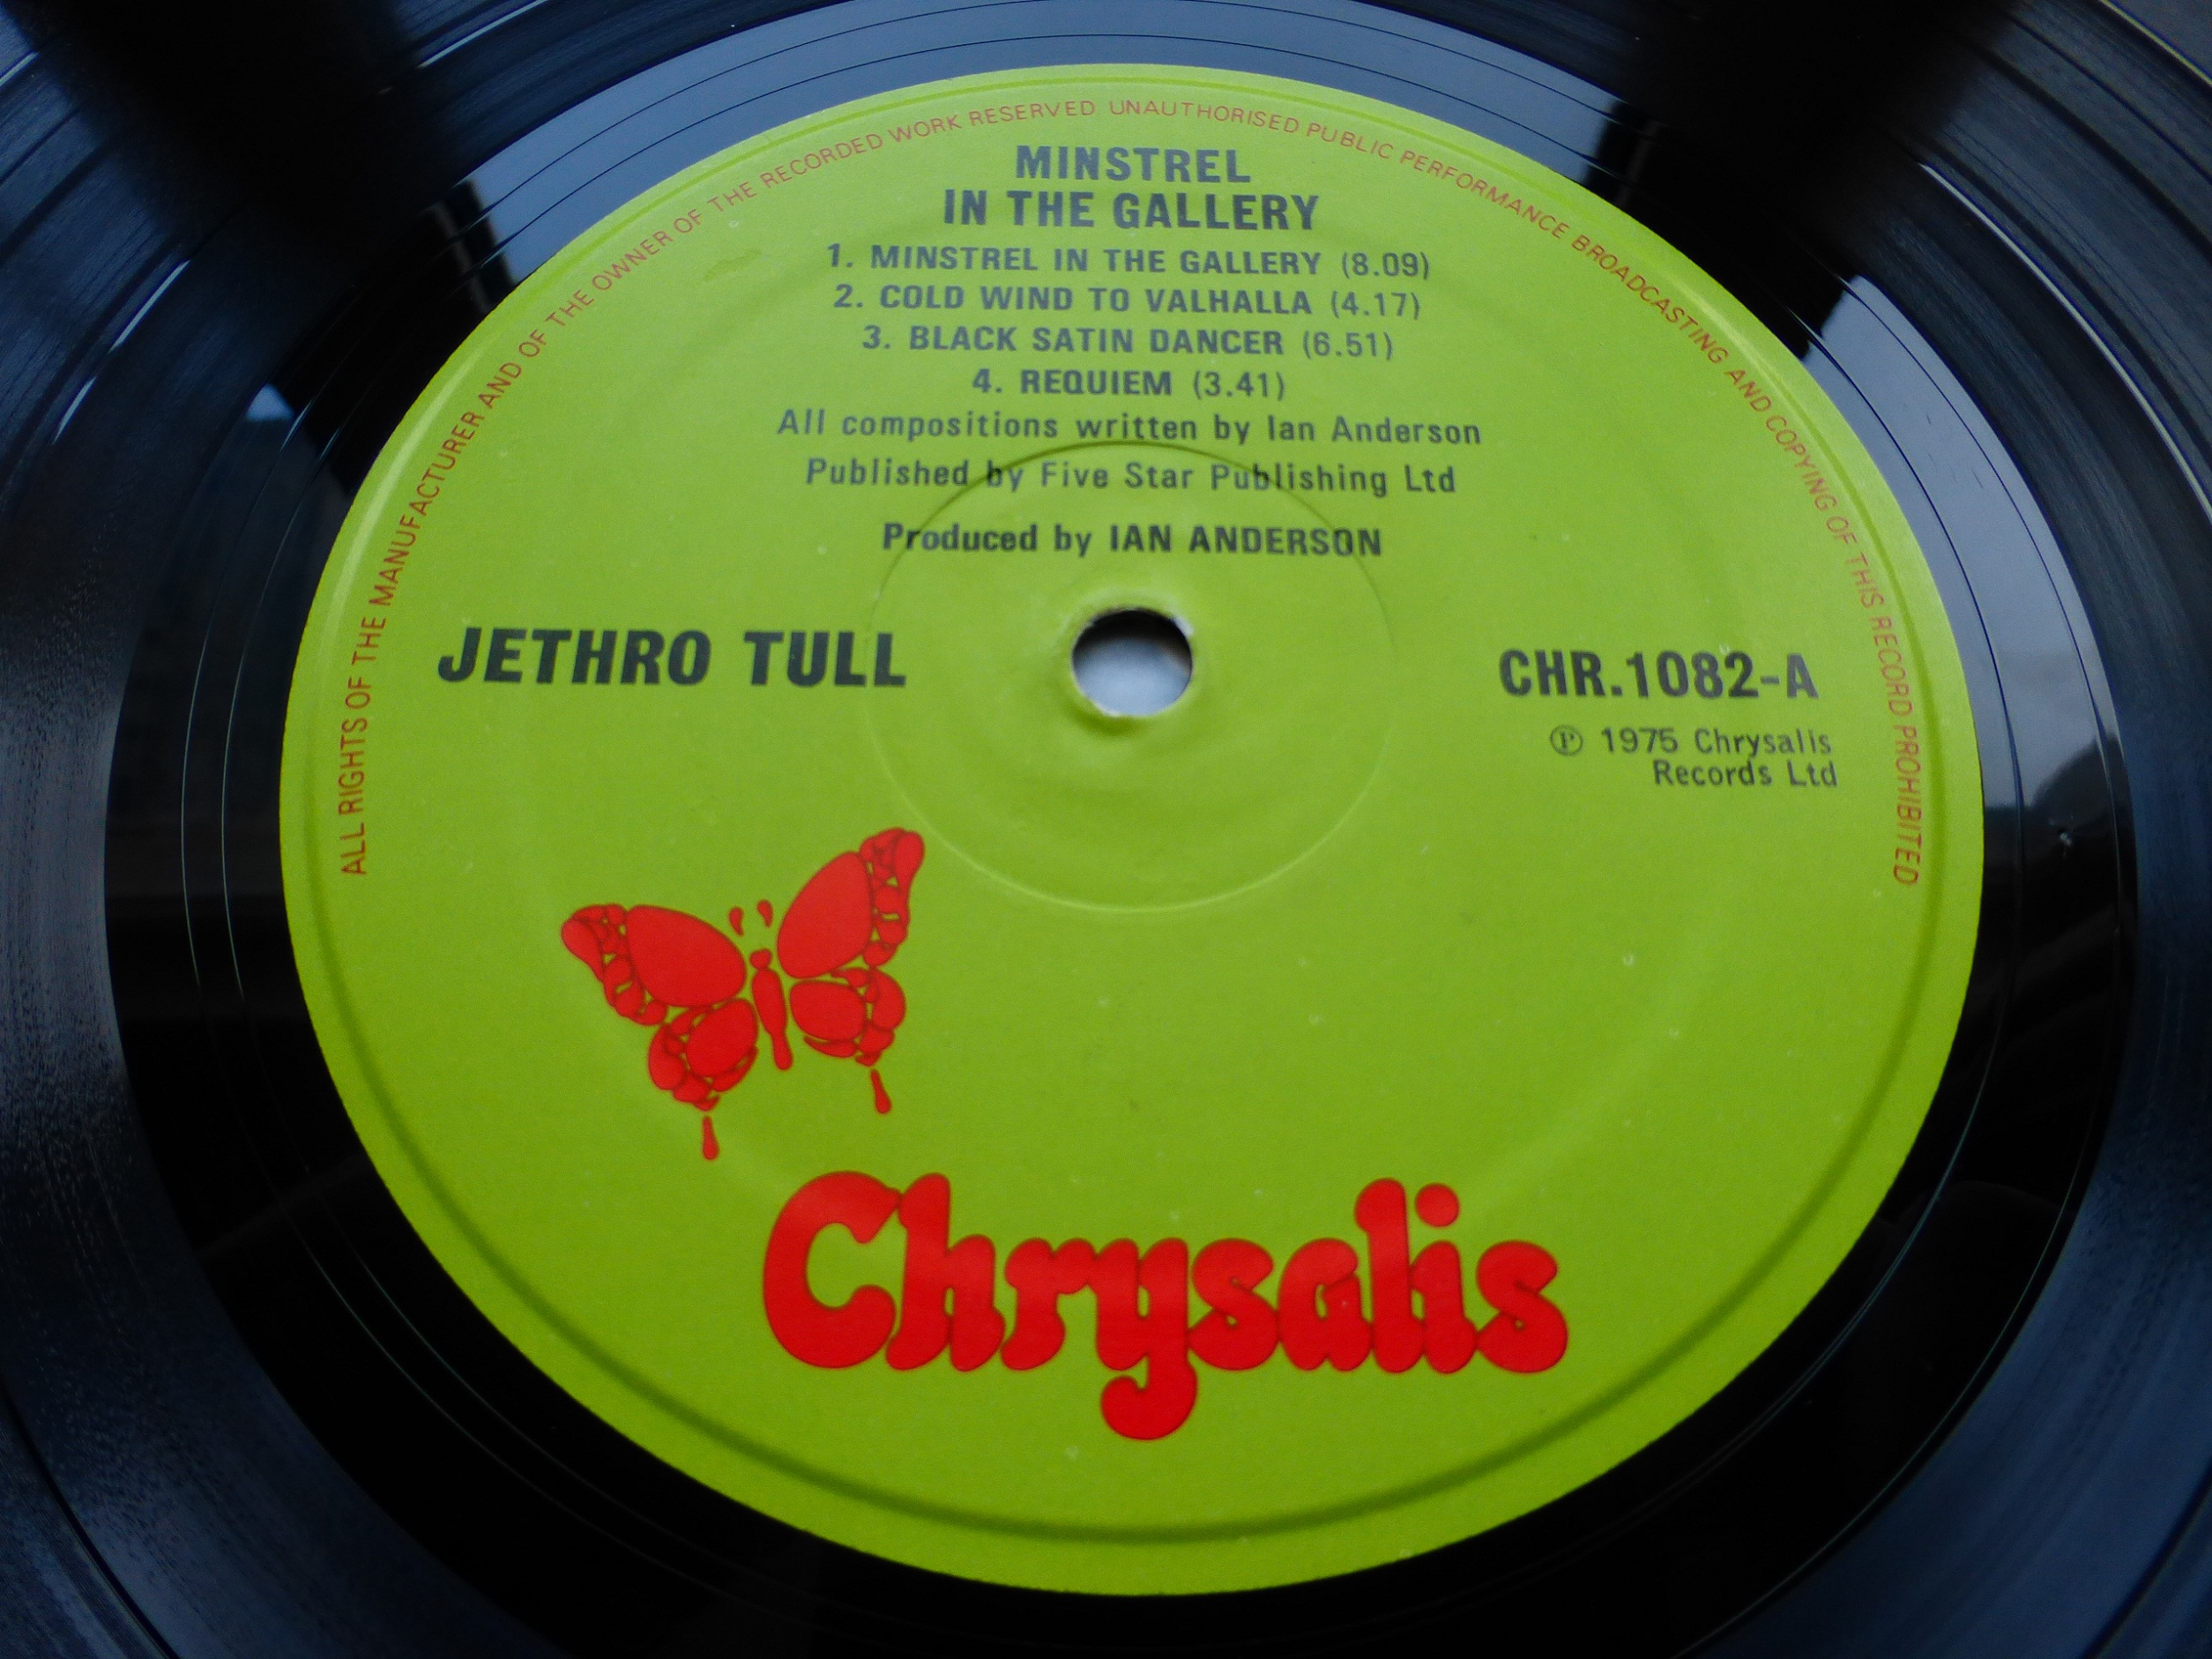 ALL RIGHTS OF THE MANUFACTURER AND OF THE OWNER OF THE RECORDED WORK RESERVED UNAUTHORISED PUBLIC PERFORMANCE BROADCASTING AND COPYING OF THIS RECORD PROHIBITED
MINSTREL
IN THE GALLERY
1. MINSTREL IN THE GALLERY (8.09)
2. COLD WIND TO VALHALLA (4.17)
3. BLACK SATIN DANCER (6.51)
4. REQUIEM (3.41)
All compositions written by Ian Anderson
Published by Five Star Publishing Ltd
Produced by IAN ANDERSON
JETHRO TULL
CHR.1082-A
℗ 1975 Chrysalis
Records Ltd
Chrysalis